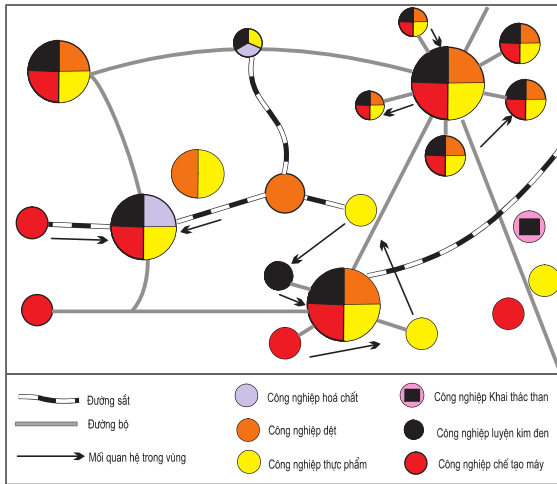 Đường sắt
Đường bộ
Mối quan hệ trong vùng
Công nghiệp hoá chất
Công nghiệp dệt
Công nghiệp thực phẩm
Công nghiệp Khai thác than
Công nghiệp luyện kim đen
Công nghiệp chế tạo máy